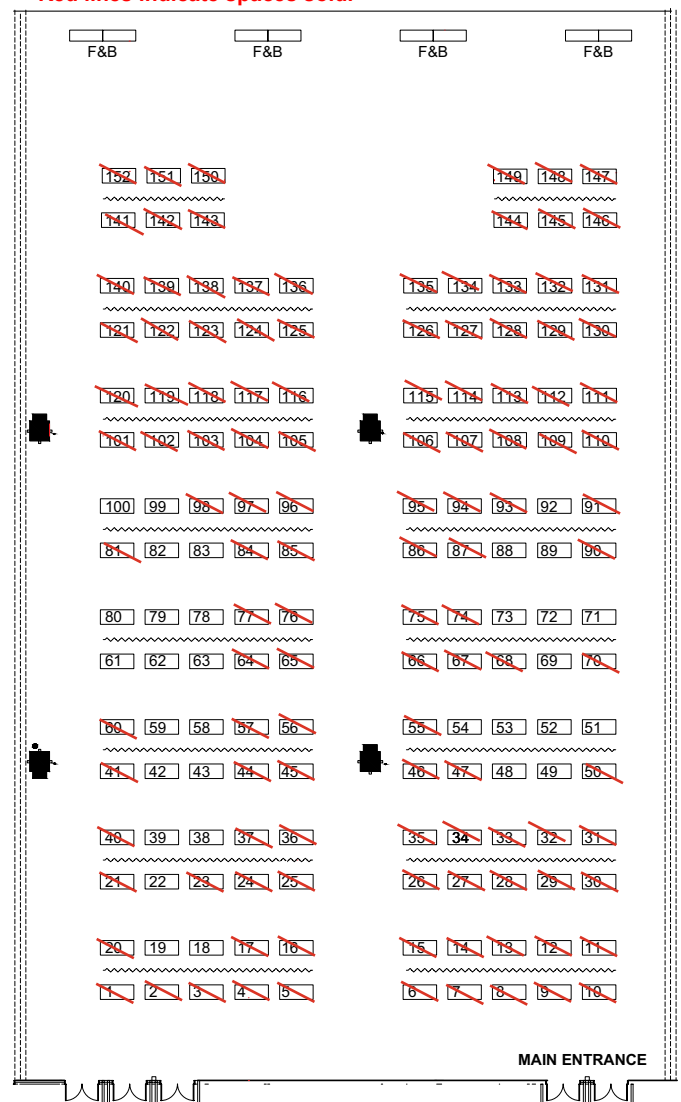 Red lines indicate spaces sold.
F&B F&B F&B F&B
152 151 150 149 148 147
141 142 143 144 145 146
140 139 138 137 136 135 134 133 132 131
121 122 123 124 125 126 127 128 129 130
120 119 118 117 116 115 114 113 112 111
101 102 103 104 105 106 107 108 109 110
100 99 98 97 96 95 94 93 92 91
81 82 83 84 85 86 87 88 89 90
80 79 78 77 76 75 74 73 72 71
61 62 63 64 65 66 67 68 69 70
60 59 58 57 56 55 54 53 52 51
41 42 43 44 45 46 47 48 49 50
40 39 38 37 36 35 34 33 32 31
21 22 23 24 25 26 27 28 29 30
20 19 18 17 16 15 14 13 12 11
1 2 3 4 5 6 7 8 9 10
MAIN ENTRANCE